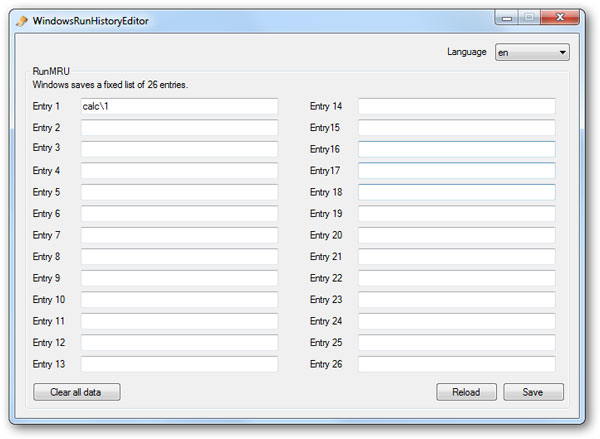 WindowsRunHistoryEditor
Language en
RunMRU
Windows saves a fixed list of 26 entries.
Entry 1 calc\1
Entry 2
Entry 3
Entry 4
Entry 5
Entry 6
Entry 7
Entry 8
Entry 9
Entry 10
Entry 11
Entry 12
Entry 13
Entry 14
Entry15
Entry16
Entry17
Entry 18
Entry 19
Entry 20
Entry 21
Entry 22
Entry 23
Entry 24
Entry 25
Entry 26
Clear all data
Reload
Save